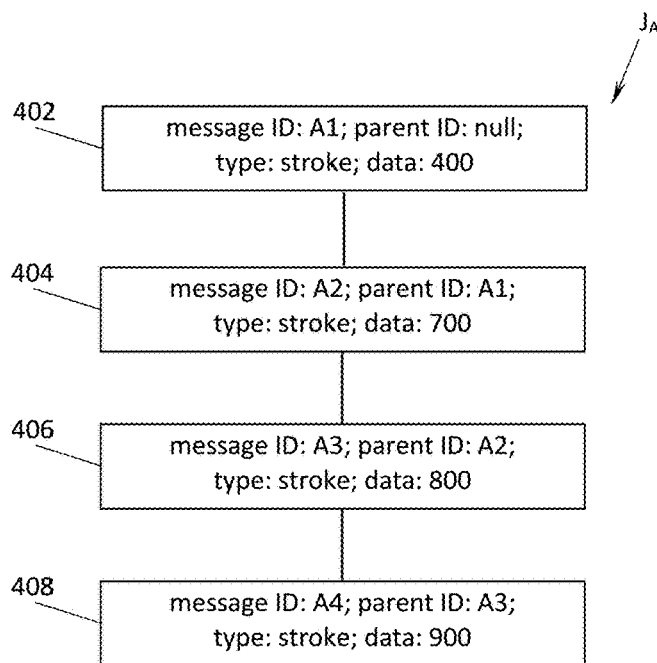 JA
402
message ID: A1; parent ID: null;
type: stroke; data: 400
404
message ID: A2; parent ID: A1;
type: stroke; data: 700
406
message ID: A3; parent ID: A2;
type: stroke; data: 800
408
message ID: A4; parent ID: A3;
type: stroke; data: 900